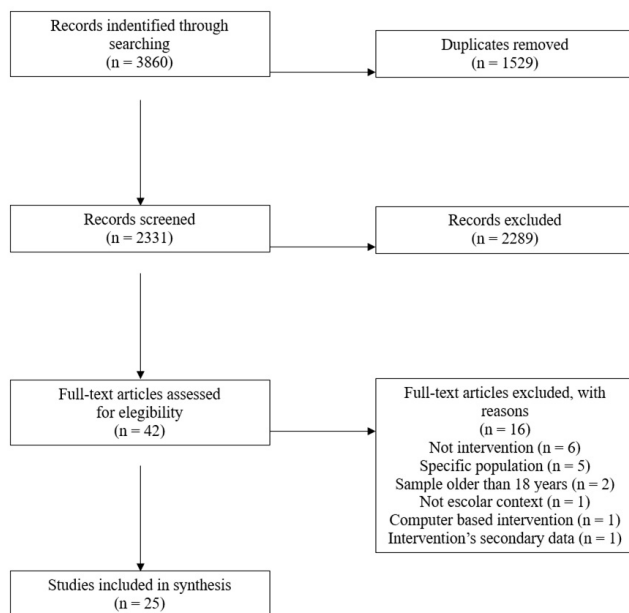 Records indentified through
searching
(n = 3860)
Duplicates removed
(n = 1529)
Records screened
(n = 2331)
Records excluded
(n = 2289)
Full-text articles assessed
for elegibility
(n = 42)
Full-text articles excluded, with
reasons
(n = 16)
Not intervention (n = 6)
Specific population (n = 5)
Sample older than 18 years (n = 2)
Not escolar context (n = 1)
Computer based intervention (n = 1)
Intervention's secondary data (n = 1)
Studies included in synthesis
(n = 25)